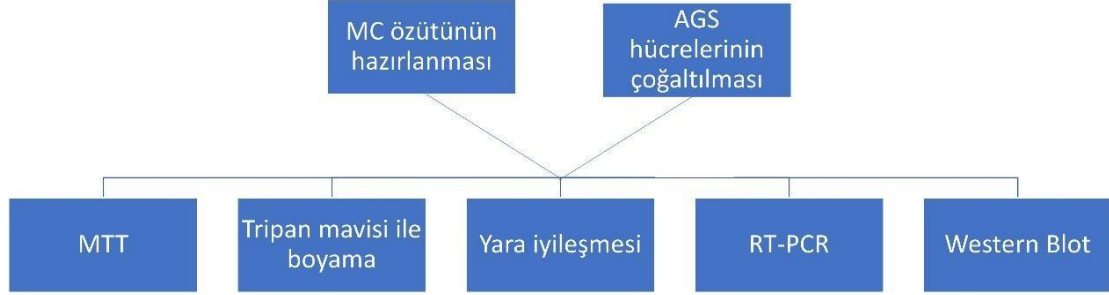 MC özütünün
hazırlanması
AGS
hücrelerinin
çoğaltılması
MTT
Tripan mavisi ile
boyama
Yara iyileşmesi
RT-PCR
Western Blot